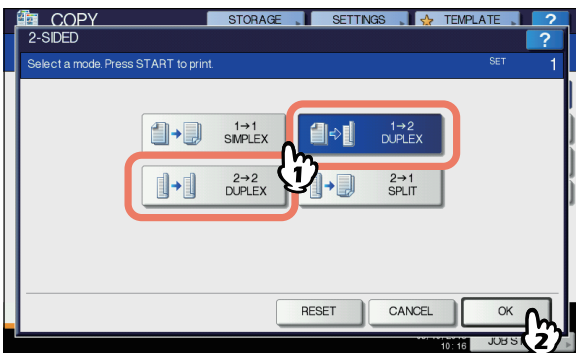 COPY
STORAGE
SETTINGS
TEMPLATE
?
2-SIDED
?
Select a mode. Press START to print.
SET
1
1→1
SIMPLEX
1→2
DUPLEX
2→2
DUPLEX
2→1
SPLIT
1
RESET
CANCEL
OK
2
10:16
JOB ST